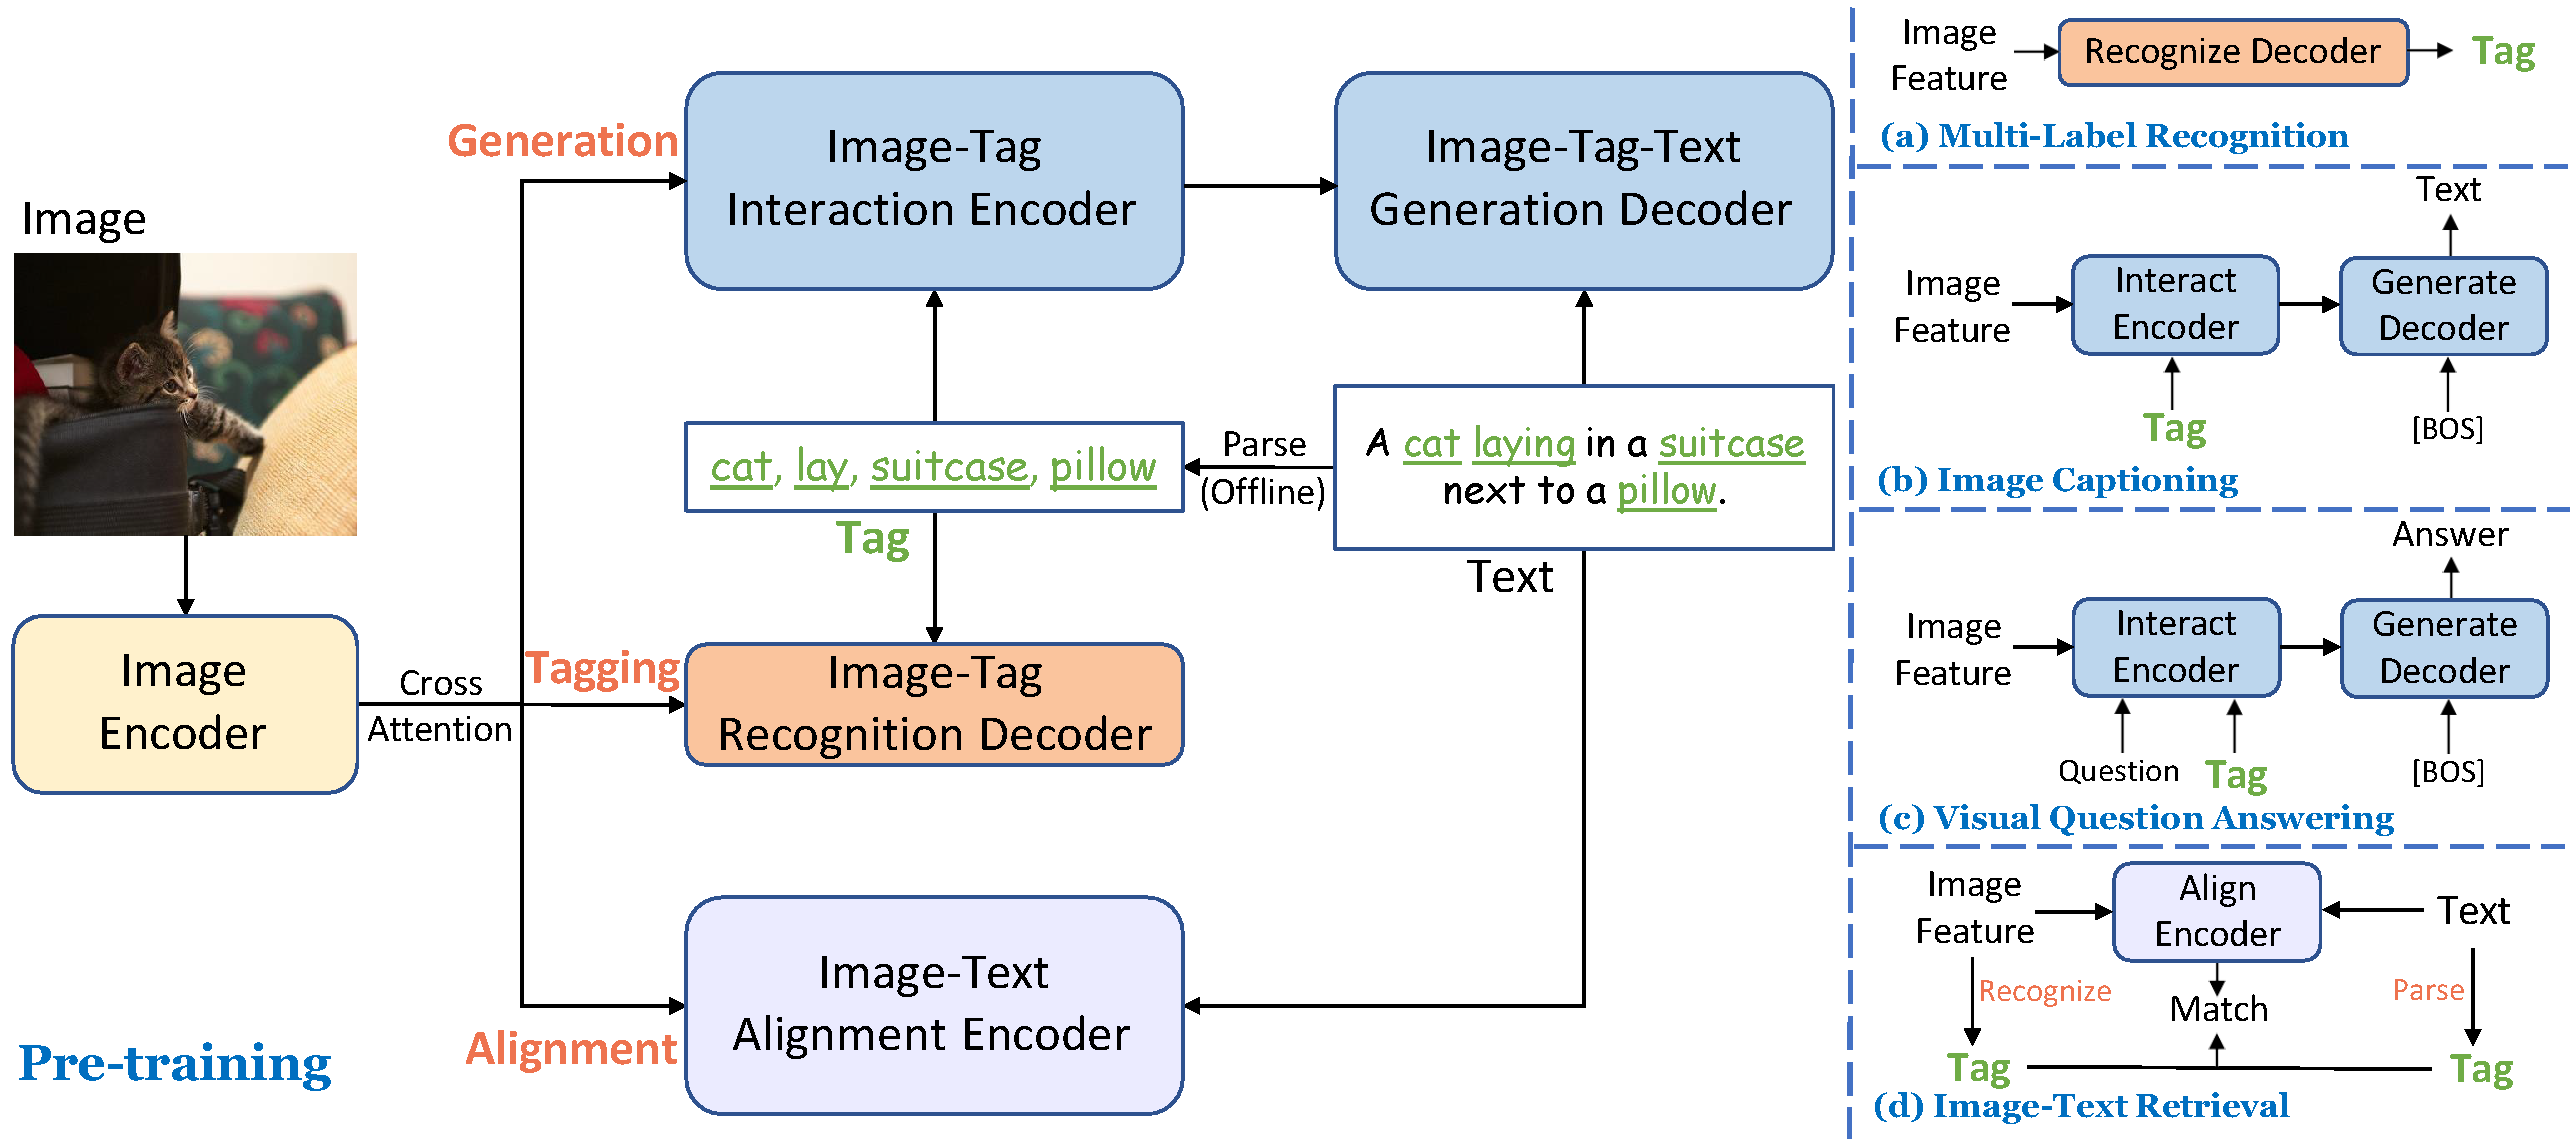 Image
Image
Encoder
Cross
Attention
Generation
Image-Tag
Interaction Encoder
Image-Tag-Text
Generation Decoder
cat, lay, suitcase, pillow
Tag
Parse
(Offline)
A cat laying in a suitcase
next to a pillow.
Text
Tagging
Image-Tag
Recognition Decoder
Alignment
Image-Text
Alignment Encoder
Pre-training
Image
Feature
Recognize Decoder
Tag
(a) Multi-Label Recognition
Text
Image
Feature
Interact
Encoder
Generate
Decoder
Tag
[BOS]
(b) Image Captioning
Answer
Image
Feature
Interact
Encoder
Generate
Decoder
Question
Tag
[BOS]
(c) Visual Question Answering
Image
Feature
Align
Encoder
Text
Recognize
Match
Parse
Tag
Tag
(d) Image-Text Retrieval